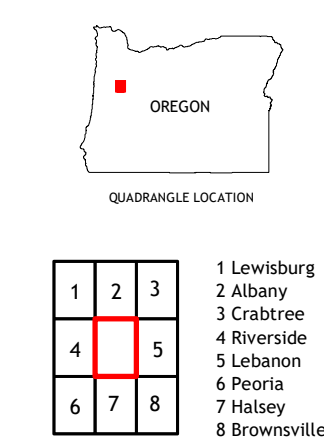 OREGON
QUADRANGLE LOCATION
1 2 3
4 5
6 7 8
1 Lewisburg
2 Albany
3 Crabtree
4 Riverside
5 Lebanon
6 Peoria
7 Halsey
8 Brownsville